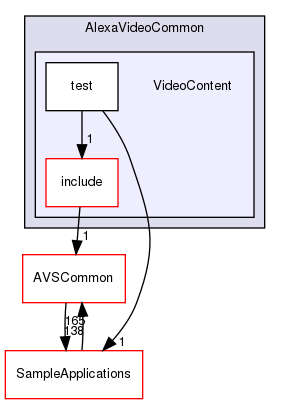 AlexaVideoCommon
test
VideoContent
1
include
1
AVSCommon
165
138
1
SampleApplications